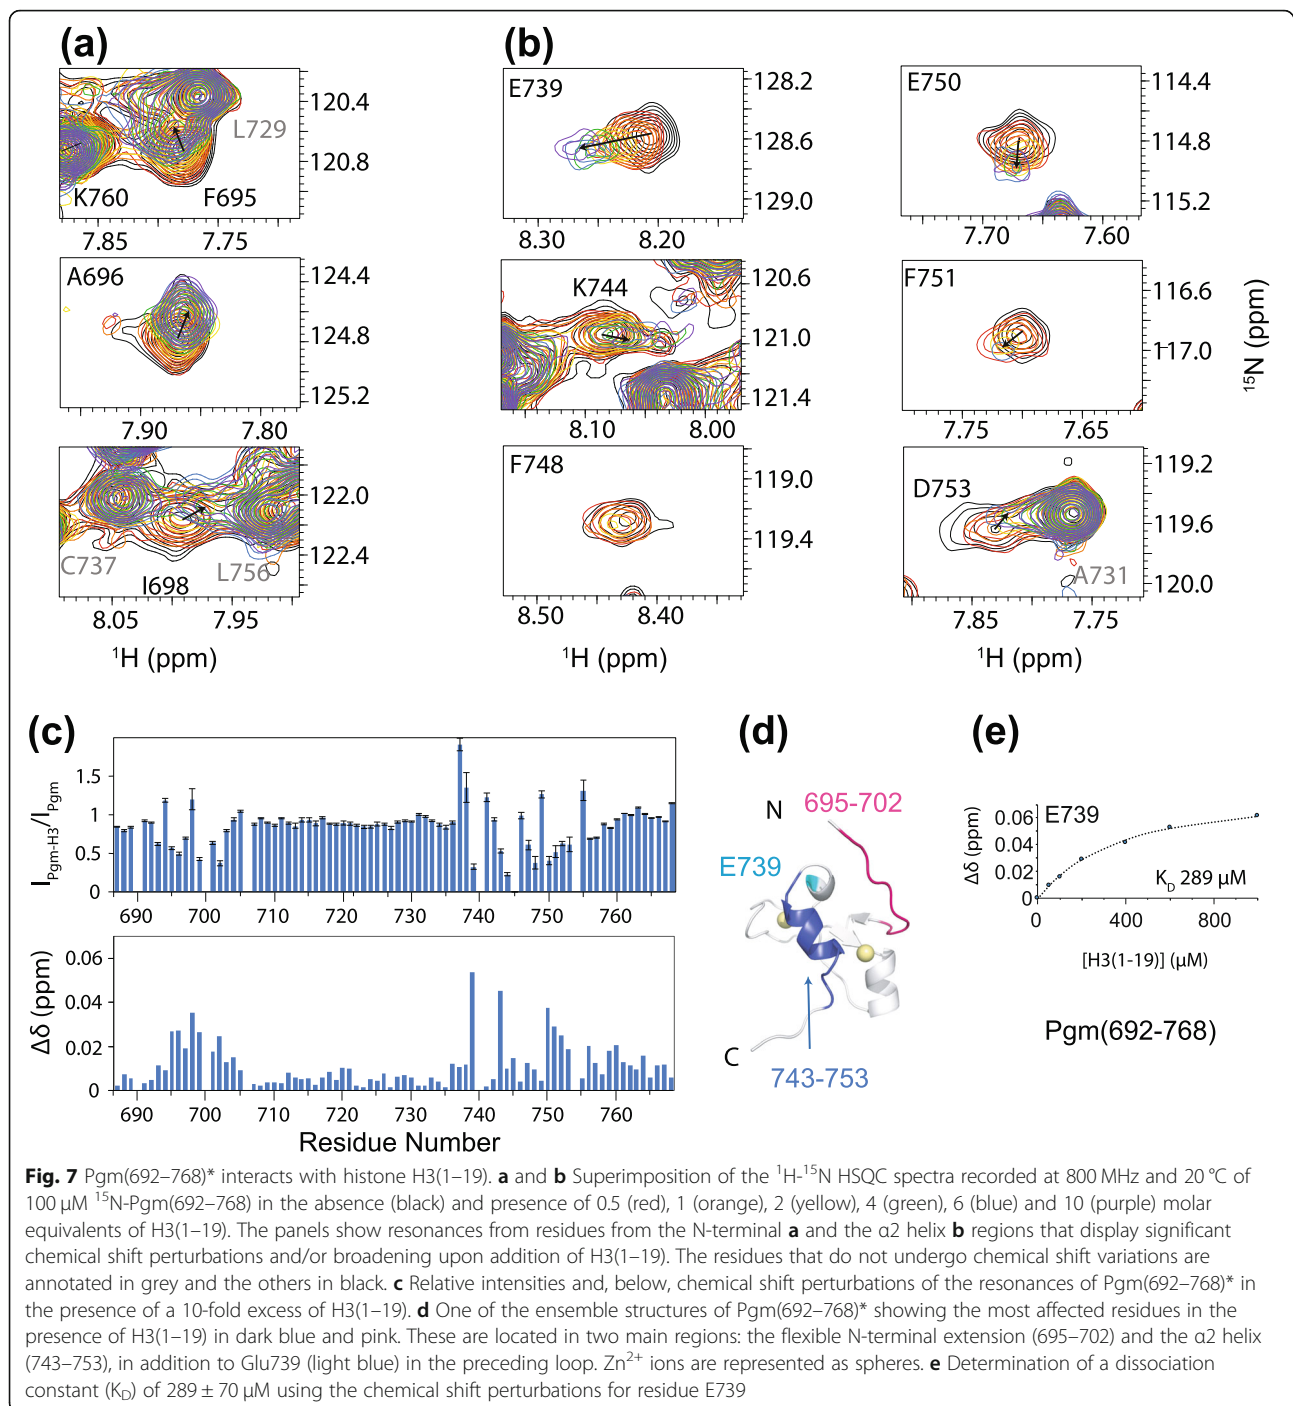 (a)
(b)
L729
K760
F695
120.4
120.8
7.85
7.75
A696
124.4
124.8
125.2
7.90
7.80
C737
I698
L756
122.0
122.4
8.05
7.95
¹H (ppm)
E739
128.2
128.6
129.0
8.30
8.20
K744
120.6
121.0
121.4
8.10
8.00
F748
119.0
119.4
8.50
8.40
¹H (ppm)
E750
114.4
114.8
115.2
7.70
7.60
F751
116.6
117.0
7.75
7.65
¹⁵N (ppm)
D753
A731
119.2
119.6
120.0
7.85
7.75
¹H (ppm)
(c)
I Pgm-H3/I Pgm
1.5
1
0.5
0
690 700 710 720 730 740 750 760
Δδ (ppm)
0.06
0.04
0.02
0
690 700 710 720 730 740 750 760
Residue Number
(d)
N
695-702
E739
C
743-753
(e)
E739
Δδ (ppm)
0.06
0.04
0.02
0
K_D 289 μM
0 400 800
[H3(1-19)] (μM)
Pgm(692-768)
Fig. 7 Pgm(692–768)* interacts with histone H3(1–19). a and b Superimposition of the ¹H-¹⁵N HSQC spectra recorded at 800 MHz and 20 °C of
100 μM ¹⁵N-Pgm(692–768) in the absence (black) and presence of 0.5 (red), 1 (orange), 2 (yellow), 4 (green), 6 (blue) and 10 (purple) molar
equivalents of H3(1–19). The panels show resonances from residues from the N-terminal a and the α2 helix b regions that display significant
chemical shift perturbations and/or broadening upon addition of H3(1–19). The residues that do not undergo chemical shift variations are
annotated in grey and the others in black. c Relative intensities and, below, chemical shift perturbations of the resonances of Pgm(692–768)* in
the presence of a 10-fold excess of H3(1–19). d One of the ensemble structures of Pgm(692–768)* showing the most affected residues in the
presence of H3(1–19) in dark blue and pink. These are located in two main regions: the flexible N-terminal extension (695–702) and the α2 helix
(743–753), in addition to Glu739 (light blue) in the preceding loop. Zn²⁺ ions are represented as spheres. e Determination of a dissociation
constant (K_D) of 289 ± 70 μM using the chemical shift perturbations for residue E739